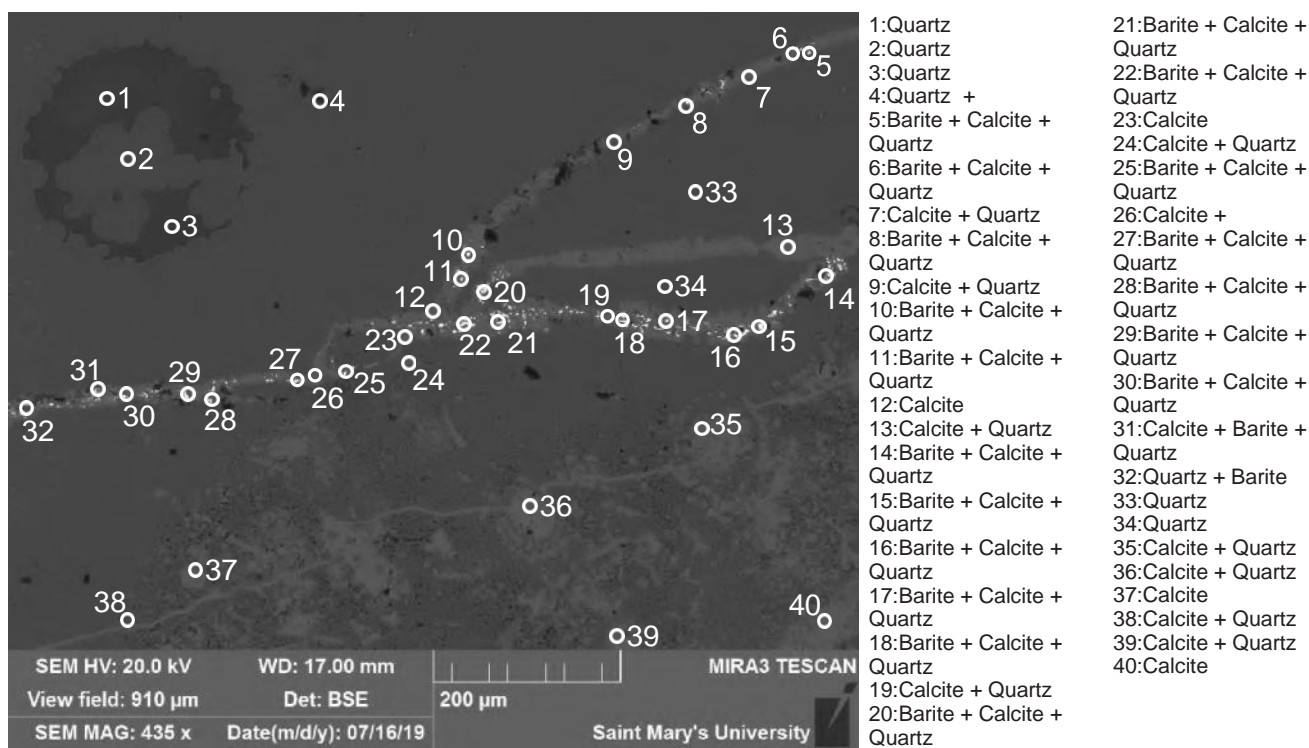 1
2
3
4
5
6
7
8
9
33
10
13
11
34
14
20
12
19
17
18
15
16
23
22
21
24
27
25
26
31
29
30
28
32
35
36
37
38
40
39
SEM HV: 20.0 kV WD: 17.00 mm MIRA3 TESCAN
View field: 910 µm Det: BSE 200 µm
SEM MAG: 435 x Date(m/d/y): 07/16/19 Saint Mary's University
1:Quartz
2:Quartz
3:Quartz
4:Quartz +
5:Barite + Calcite +
Quartz
6:Barite + Calcite +
Quartz
7:Calcite + Quartz
8:Barite + Calcite +
Quartz
9:Calcite + Quartz
10:Barite + Calcite +
Quartz
11:Barite + Calcite +
Quartz
12:Calcite
13:Calcite + Quartz
14:Barite + Calcite +
Quartz
15:Barite + Calcite +
Quartz
16:Barite + Calcite +
Quartz
17:Barite + Calcite +
Quartz
18:Barite + Calcite +
Quartz
19:Calcite + Quartz
20:Barite + Calcite +
Quartz
21:Barite + Calcite +
Quartz
22:Barite + Calcite +
Quartz
23:Calcite
24:Calcite + Quartz
25:Barite + Calcite +
Quartz
26:Calcite +
27:Barite + Calcite +
Quartz
28:Barite + Calcite +
Quartz
29:Barite + Calcite +
Quartz
30:Barite + Calcite +
Quartz
31:Calcite + Barite +
Quartz
32:Quartz + Barite
33:Quartz
34:Quartz
35:Calcite + Quartz
36:Calcite + Quartz
37:Calcite
38:Calcite + Quartz
39:Calcite + Quartz
40:Calcite